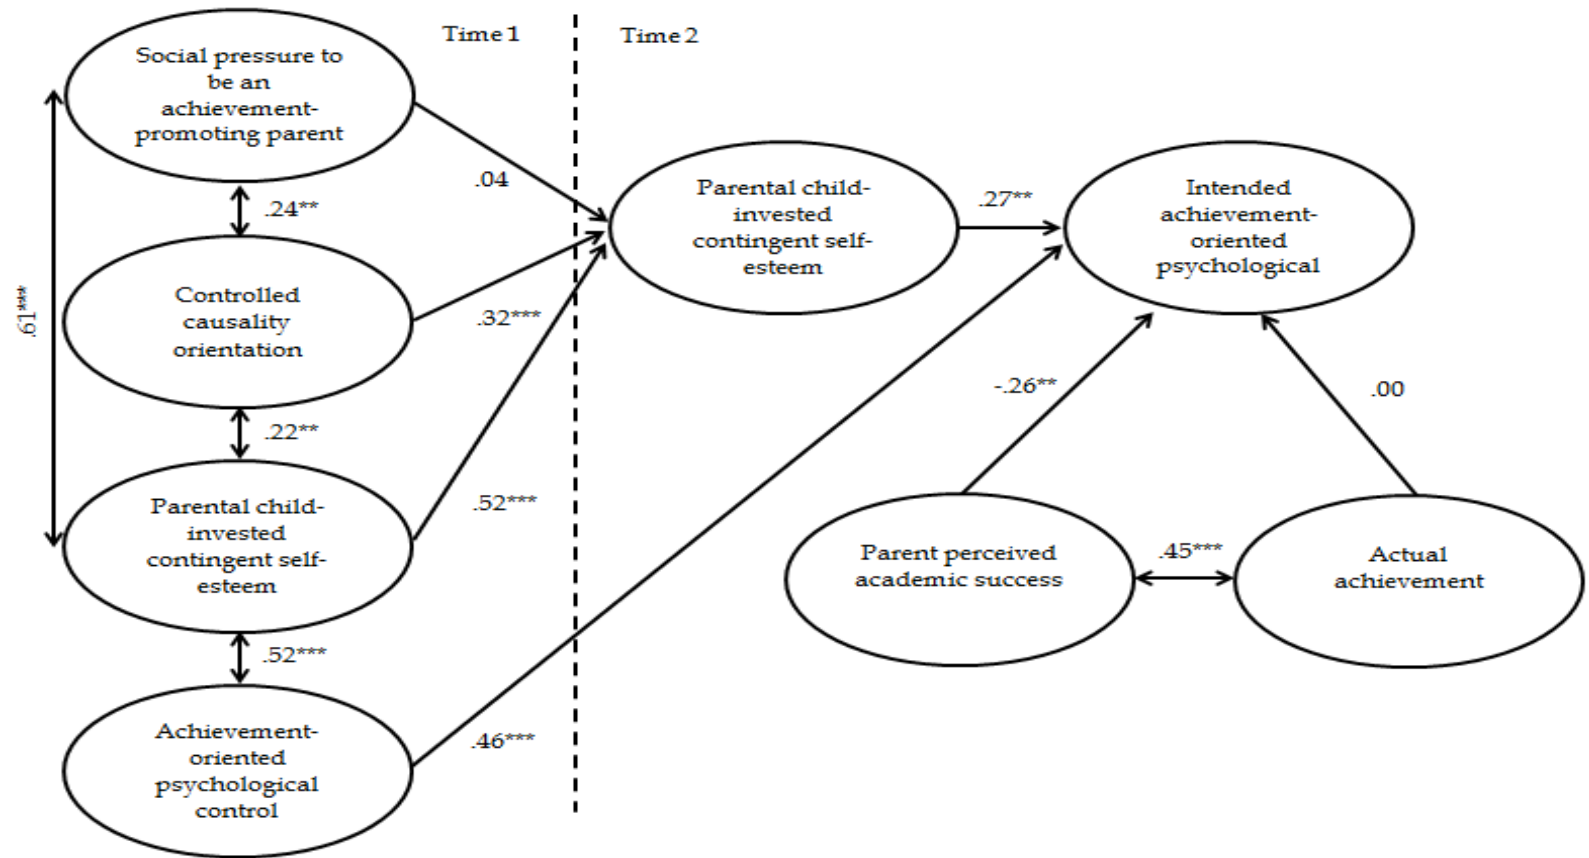 Time 1
Time 2
Social pressure to
be an
achievement-
promoting parent
.04
.24**
.61***
Controlled
causality
orientation
.32***
.22**
Parental child-
invested
contingent self-
esteem
.52***
.52***
Achievement-
oriented
psychological
control
.46***
Parental child-
invested
contingent self-
esteem
.27**
Intended
achievement-
oriented
psychological
-.26**
.00
Parent perceived
academic success
.45***
Actual
achievement